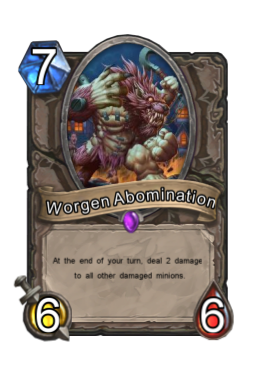 7
Worgen Abomination
At the end of your turn, deal 2 damage
to all other damaged minions.
6 6